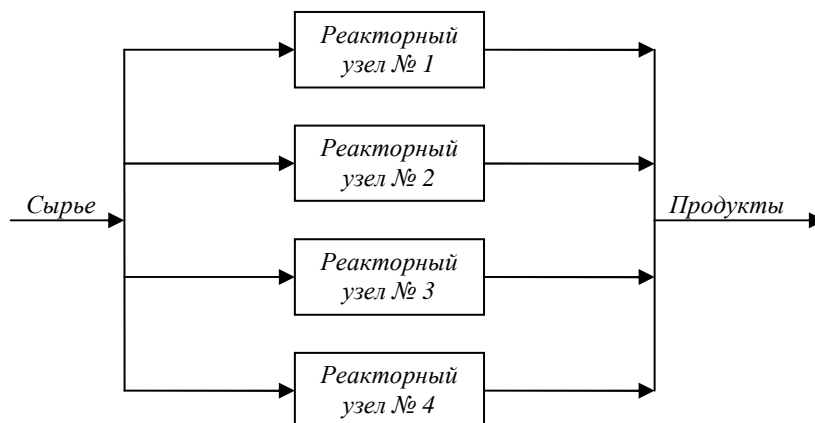 Реакторный
узел № 1
Реакторный
узел № 2
Сырье
Продукты
Реакторный
узел № 3
Реакторный
узел № 4